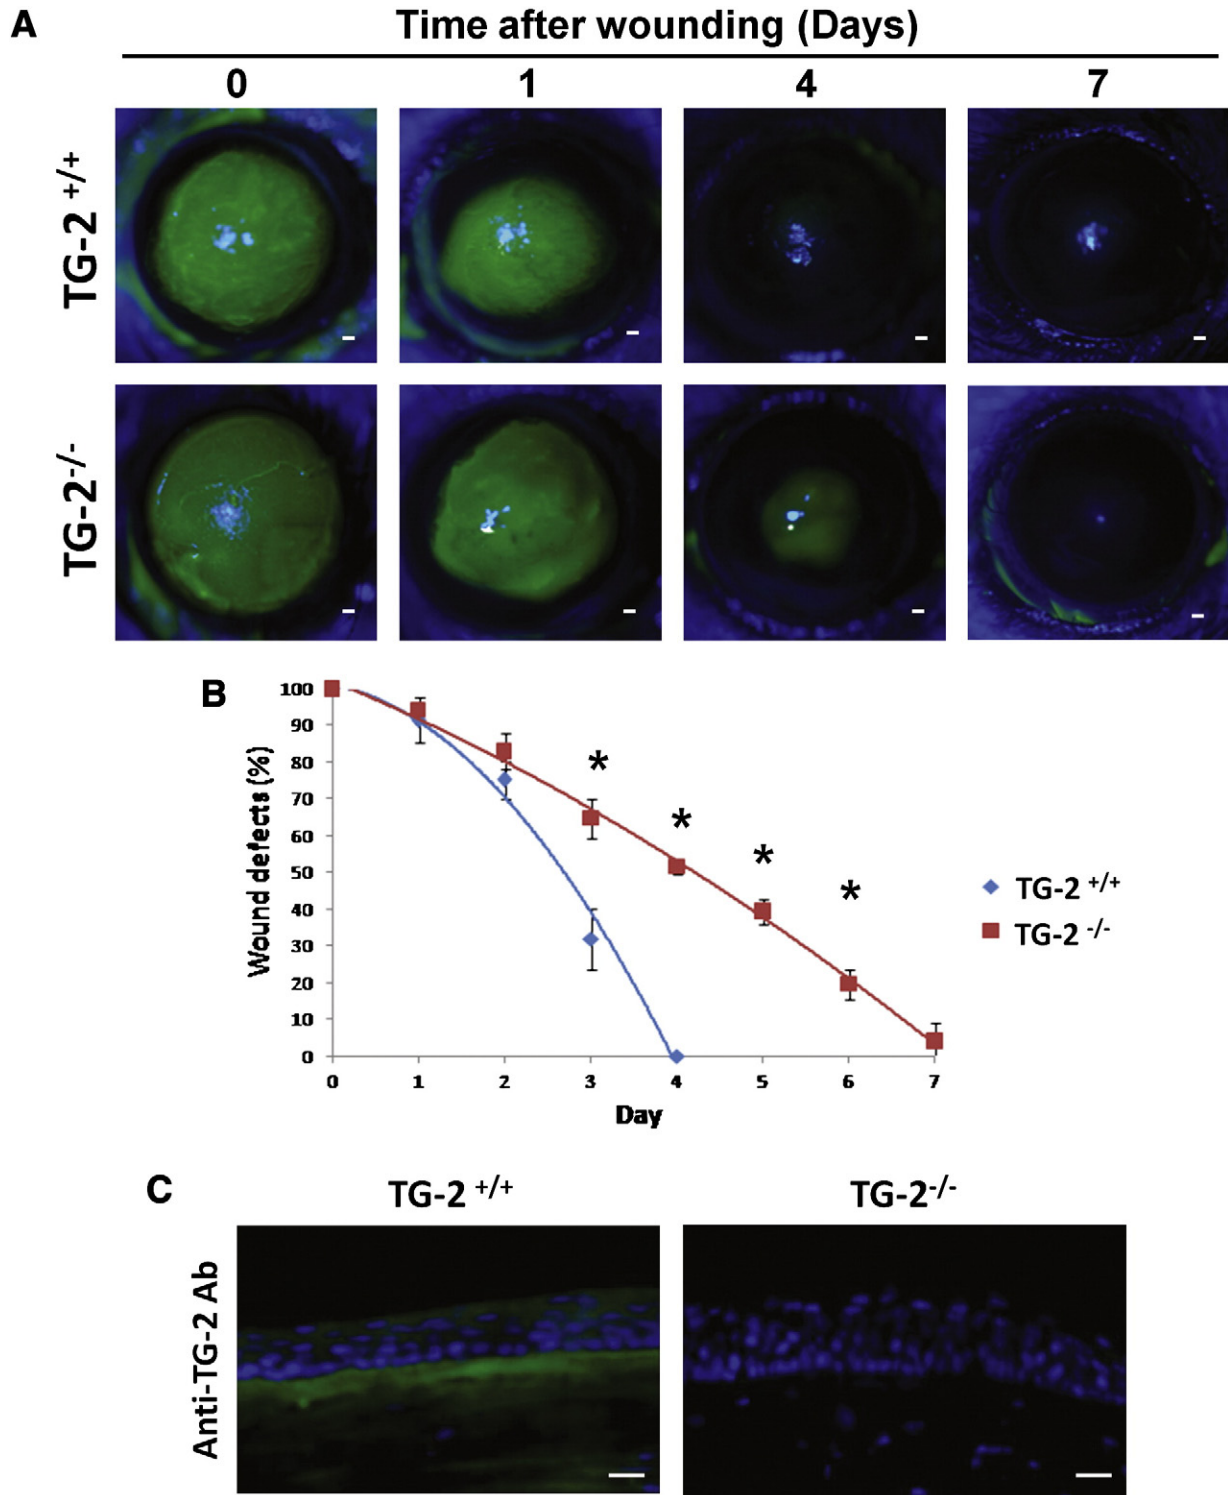 A
Time after wounding (Days)
0 1 4 7
TG-2 +/+
TG-2 -/-
B
Wound defects (%)
100
90
80
70
60
50
40
30
20
10
0
* * * *
0 1 2 3 4 5 6 7
Day
TG-2 +/+
TG-2 -/-
C
TG-2 +/+ TG-2 -/-
Anti-TG-2 Ab